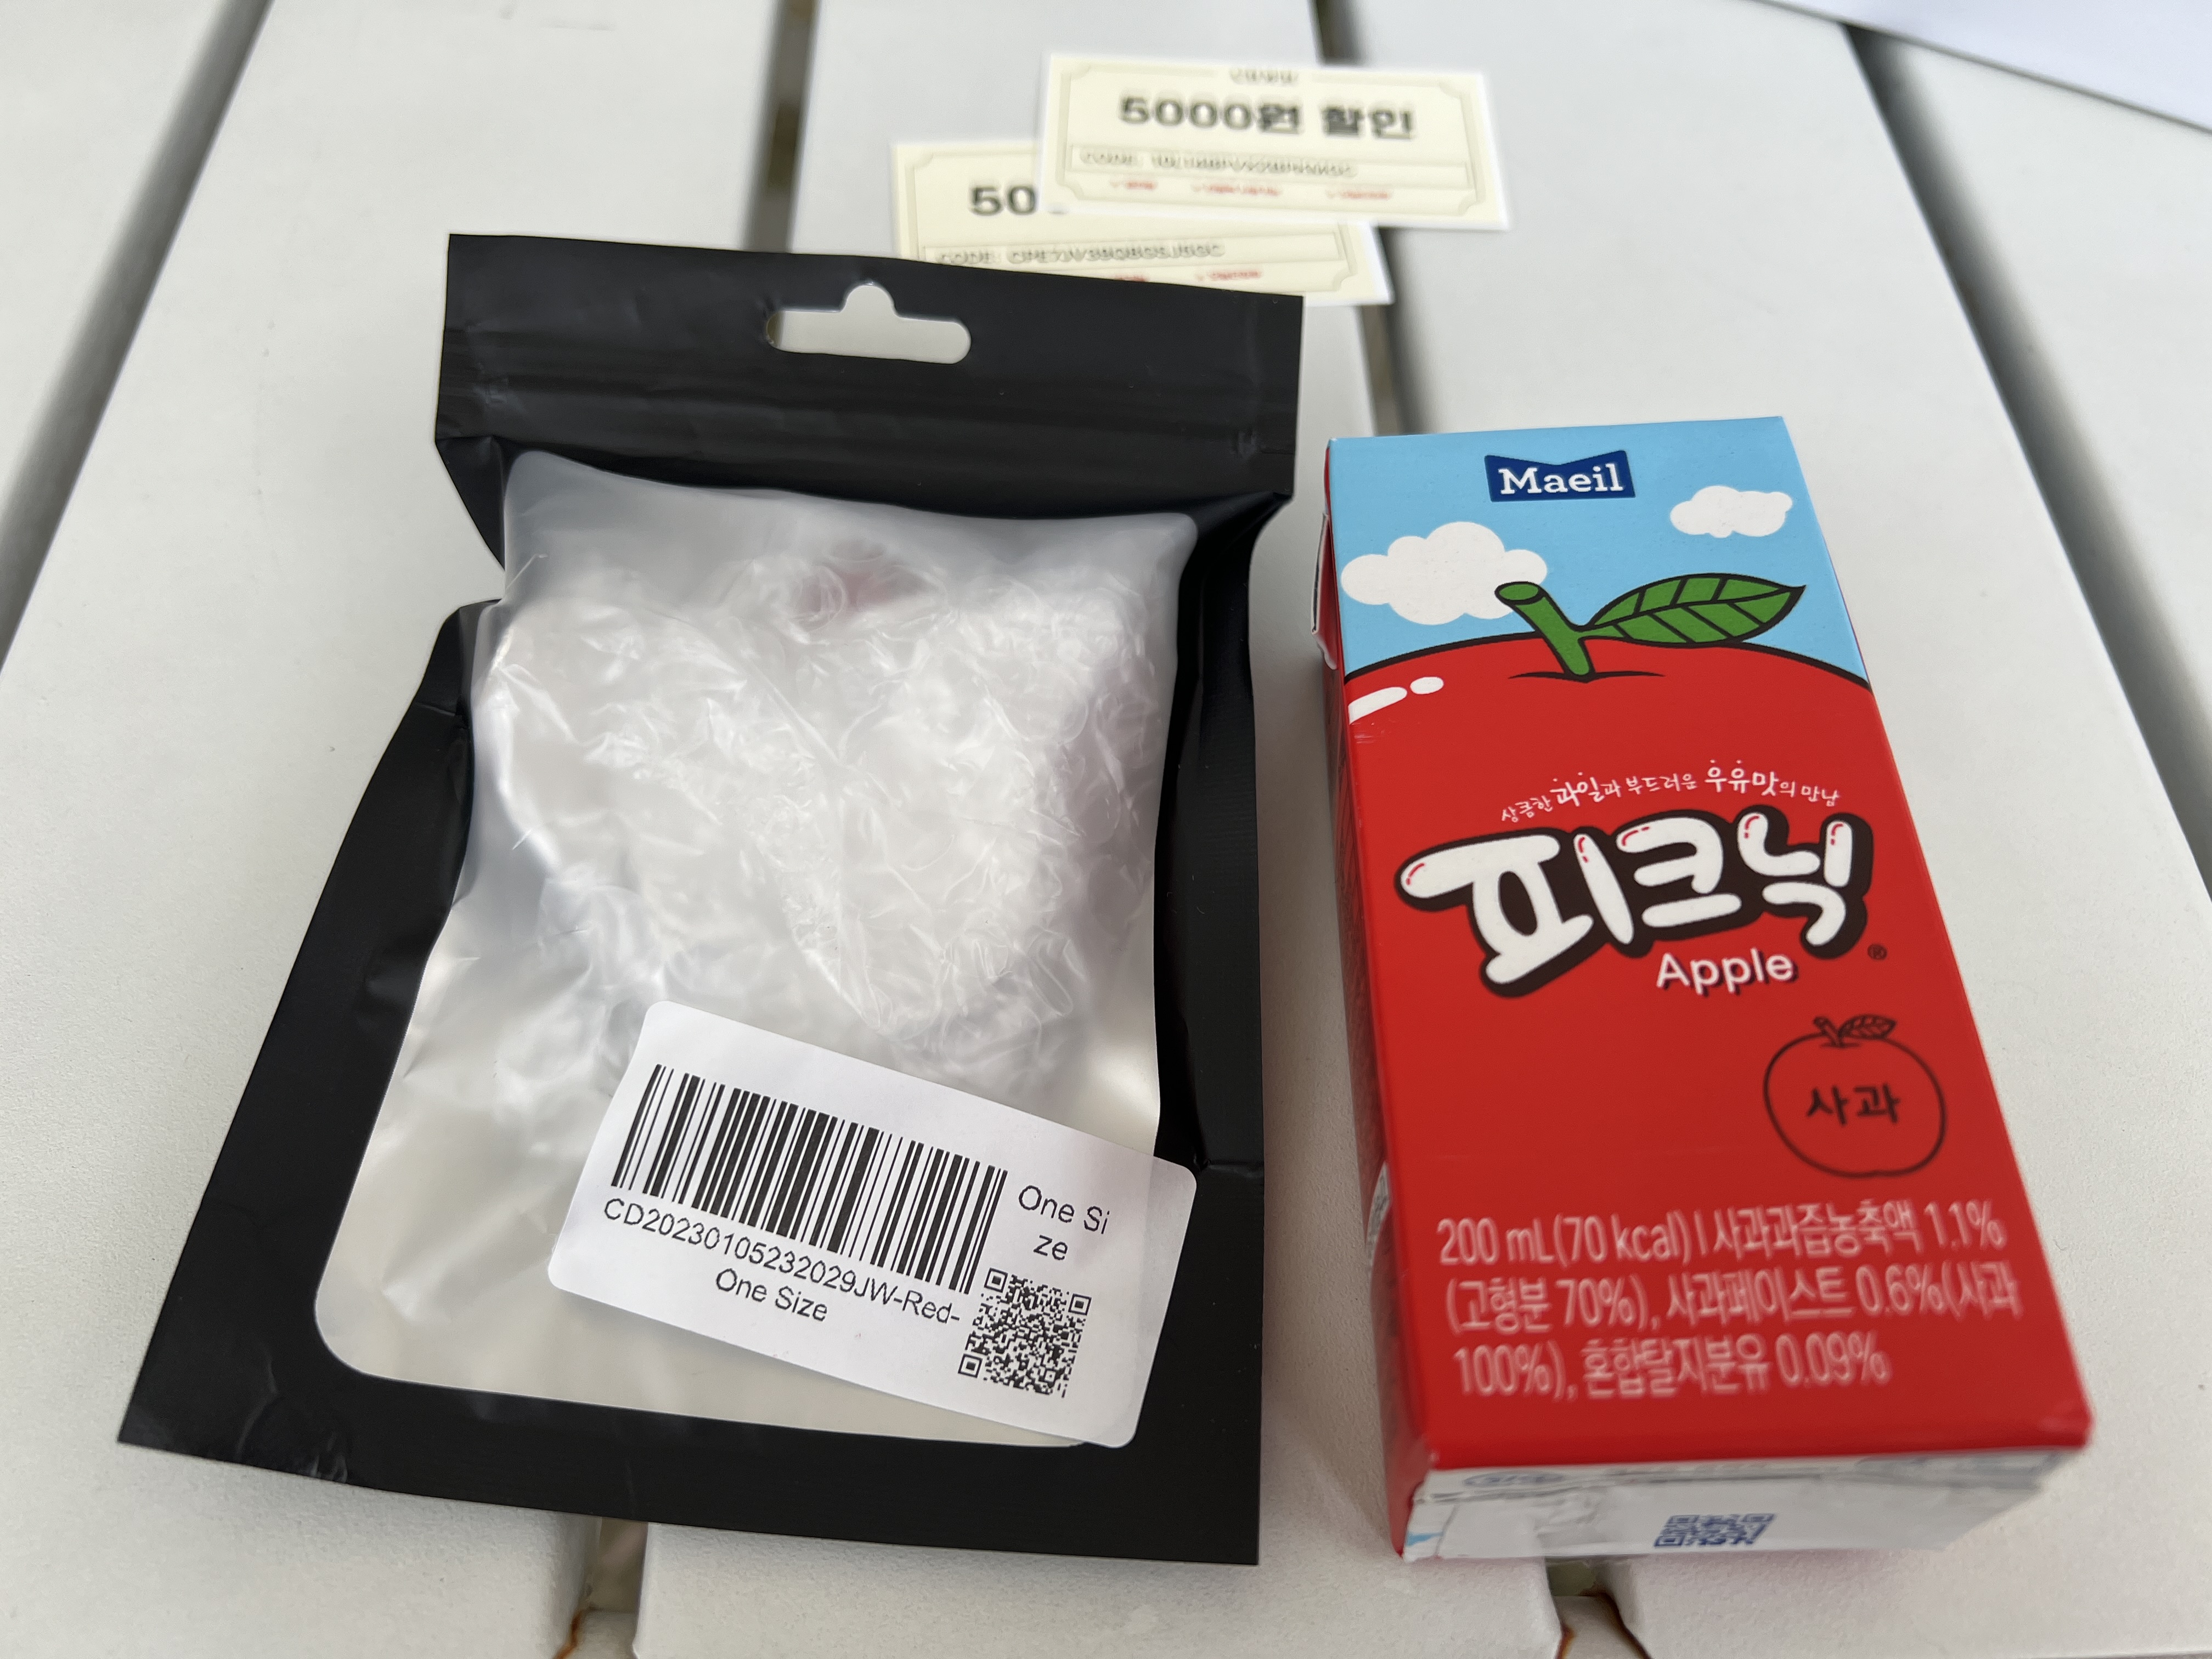 5000원 할인
50
CODE:
CODE:
Maeil
상큼한 과일과 부드러운 우유맛의 만남
피크닉
®
Apple
사과
200 mL(70 kcal) | 사과과즙농축액 1.1%
(고형분 70%), 사과페이스트 0.6%(사과
100%), 혼합탈지분유 0.09%
One Si
ze
CD20230105232029JW-Red-
One Size